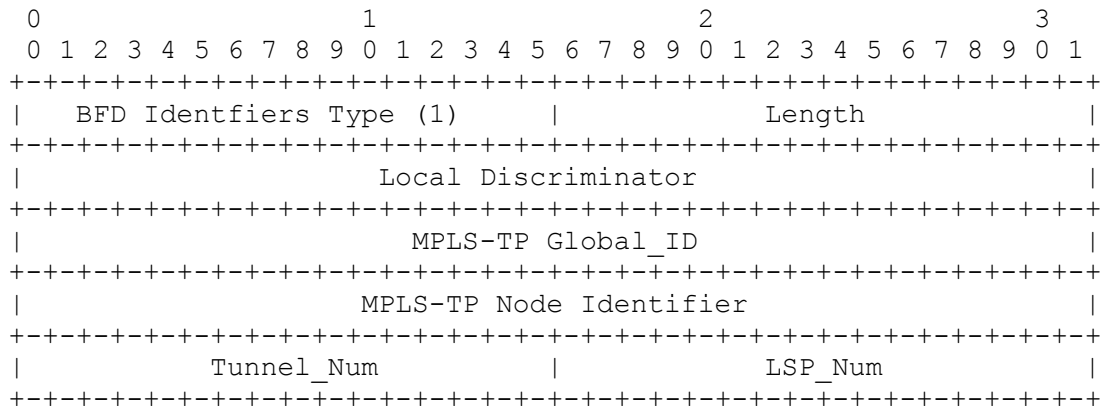 0                   1                   2                   3
 0 1 2 3 4 5 6 7 8 9 0 1 2 3 4 5 6 7 8 9 0 1 2 3 4 5 6 7 8 9 0 1
+-+-+-+-+-+-+-+-+-+-+-+-+-+-+-+-+-+-+-+-+-+-+-+-+-+-+-+-+-+-+-+-+
|   BFD Identfiers Type (1)     |            Length             |
+-+-+-+-+-+-+-+-+-+-+-+-+-+-+-+-+-+-+-+-+-+-+-+-+-+-+-+-+-+-+-+-+
|                     Local Discriminator                       |
+-+-+-+-+-+-+-+-+-+-+-+-+-+-+-+-+-+-+-+-+-+-+-+-+-+-+-+-+-+-+-+-+
|                       MPLS-TP Global_ID                       |
+-+-+-+-+-+-+-+-+-+-+-+-+-+-+-+-+-+-+-+-+-+-+-+-+-+-+-+-+-+-+-+-+
|                    MPLS-TP Node Identifier                    |
+-+-+-+-+-+-+-+-+-+-+-+-+-+-+-+-+-+-+-+-+-+-+-+-+-+-+-+-+-+-+-+-+
|           Tunnel_Num          |            LSP_Num            |
+-+-+-+-+-+-+-+-+-+-+-+-+-+-+-+-+-+-+-+-+-+-+-+-+-+-+-+-+-+-+-+-+